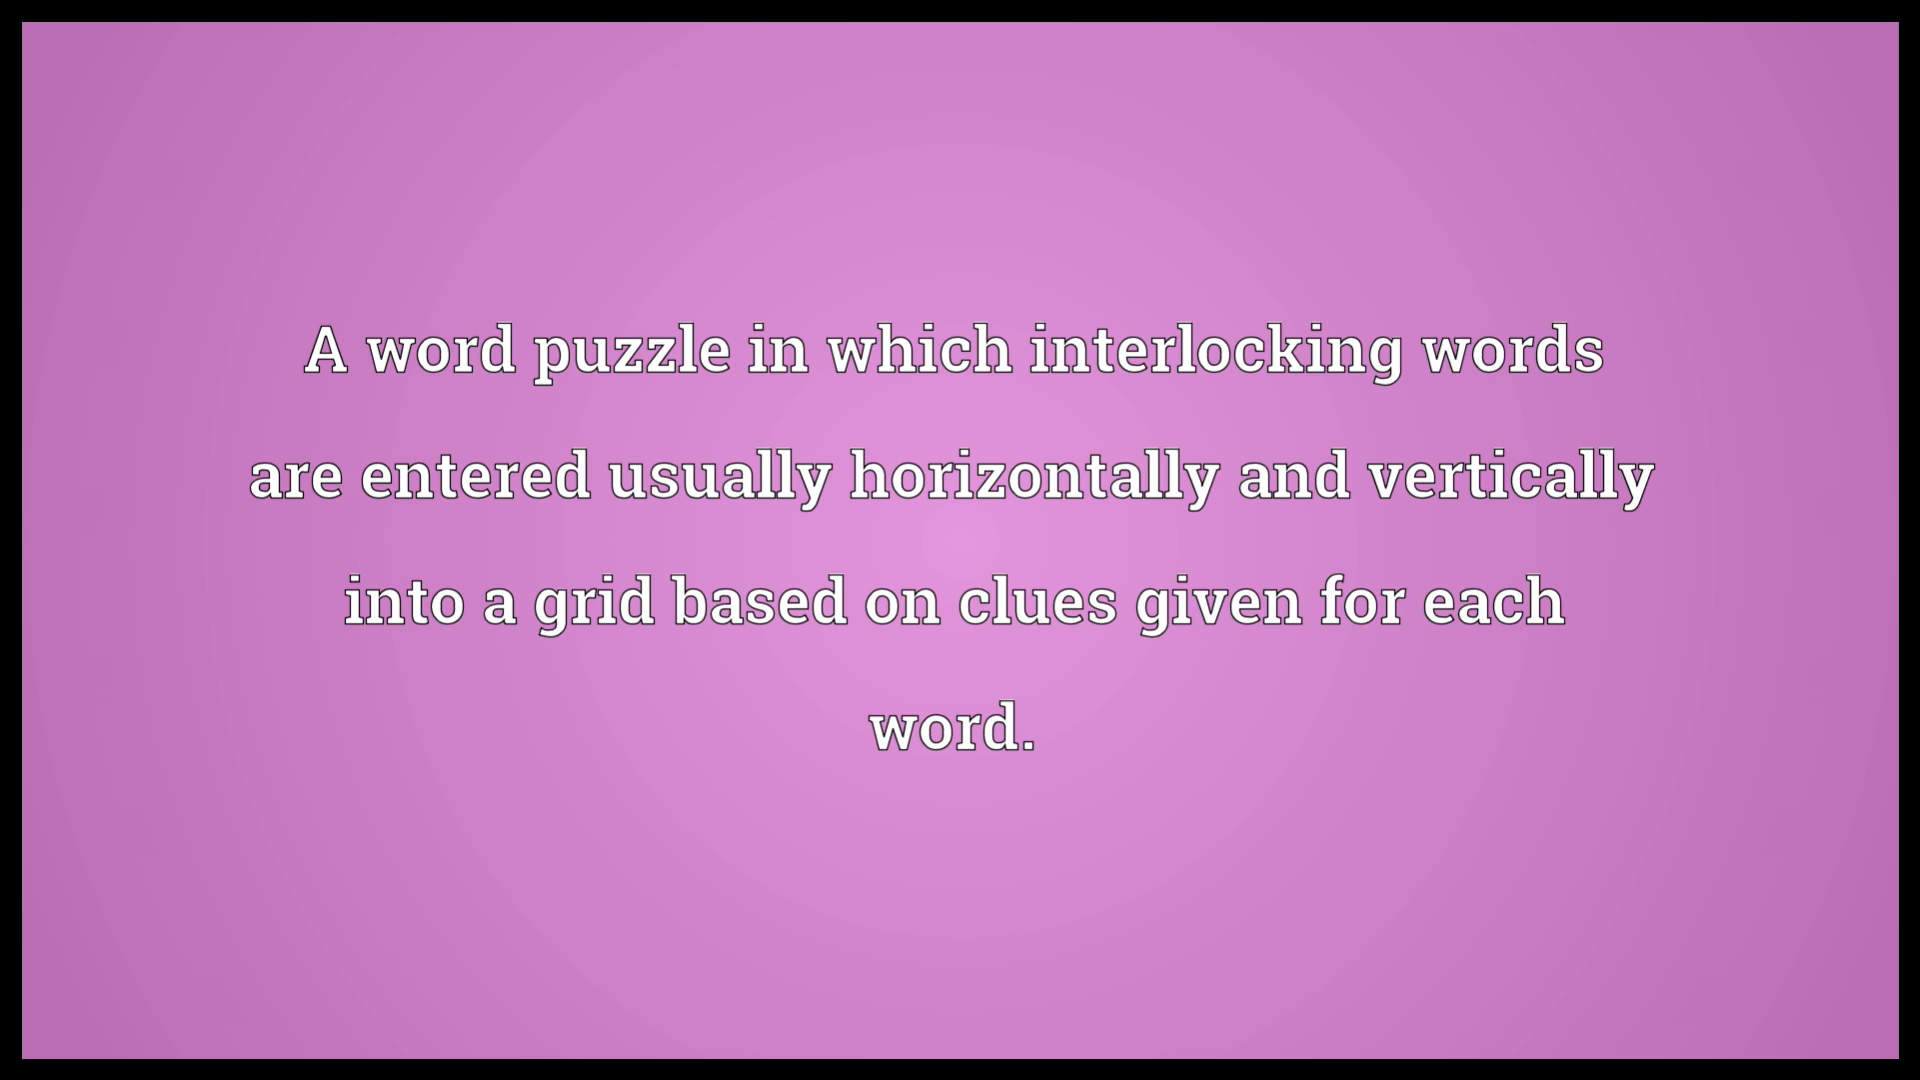 A word puzzle in which interlocking words
are entered usually horizontally and vertically
into a grid based on clues given for each
word.